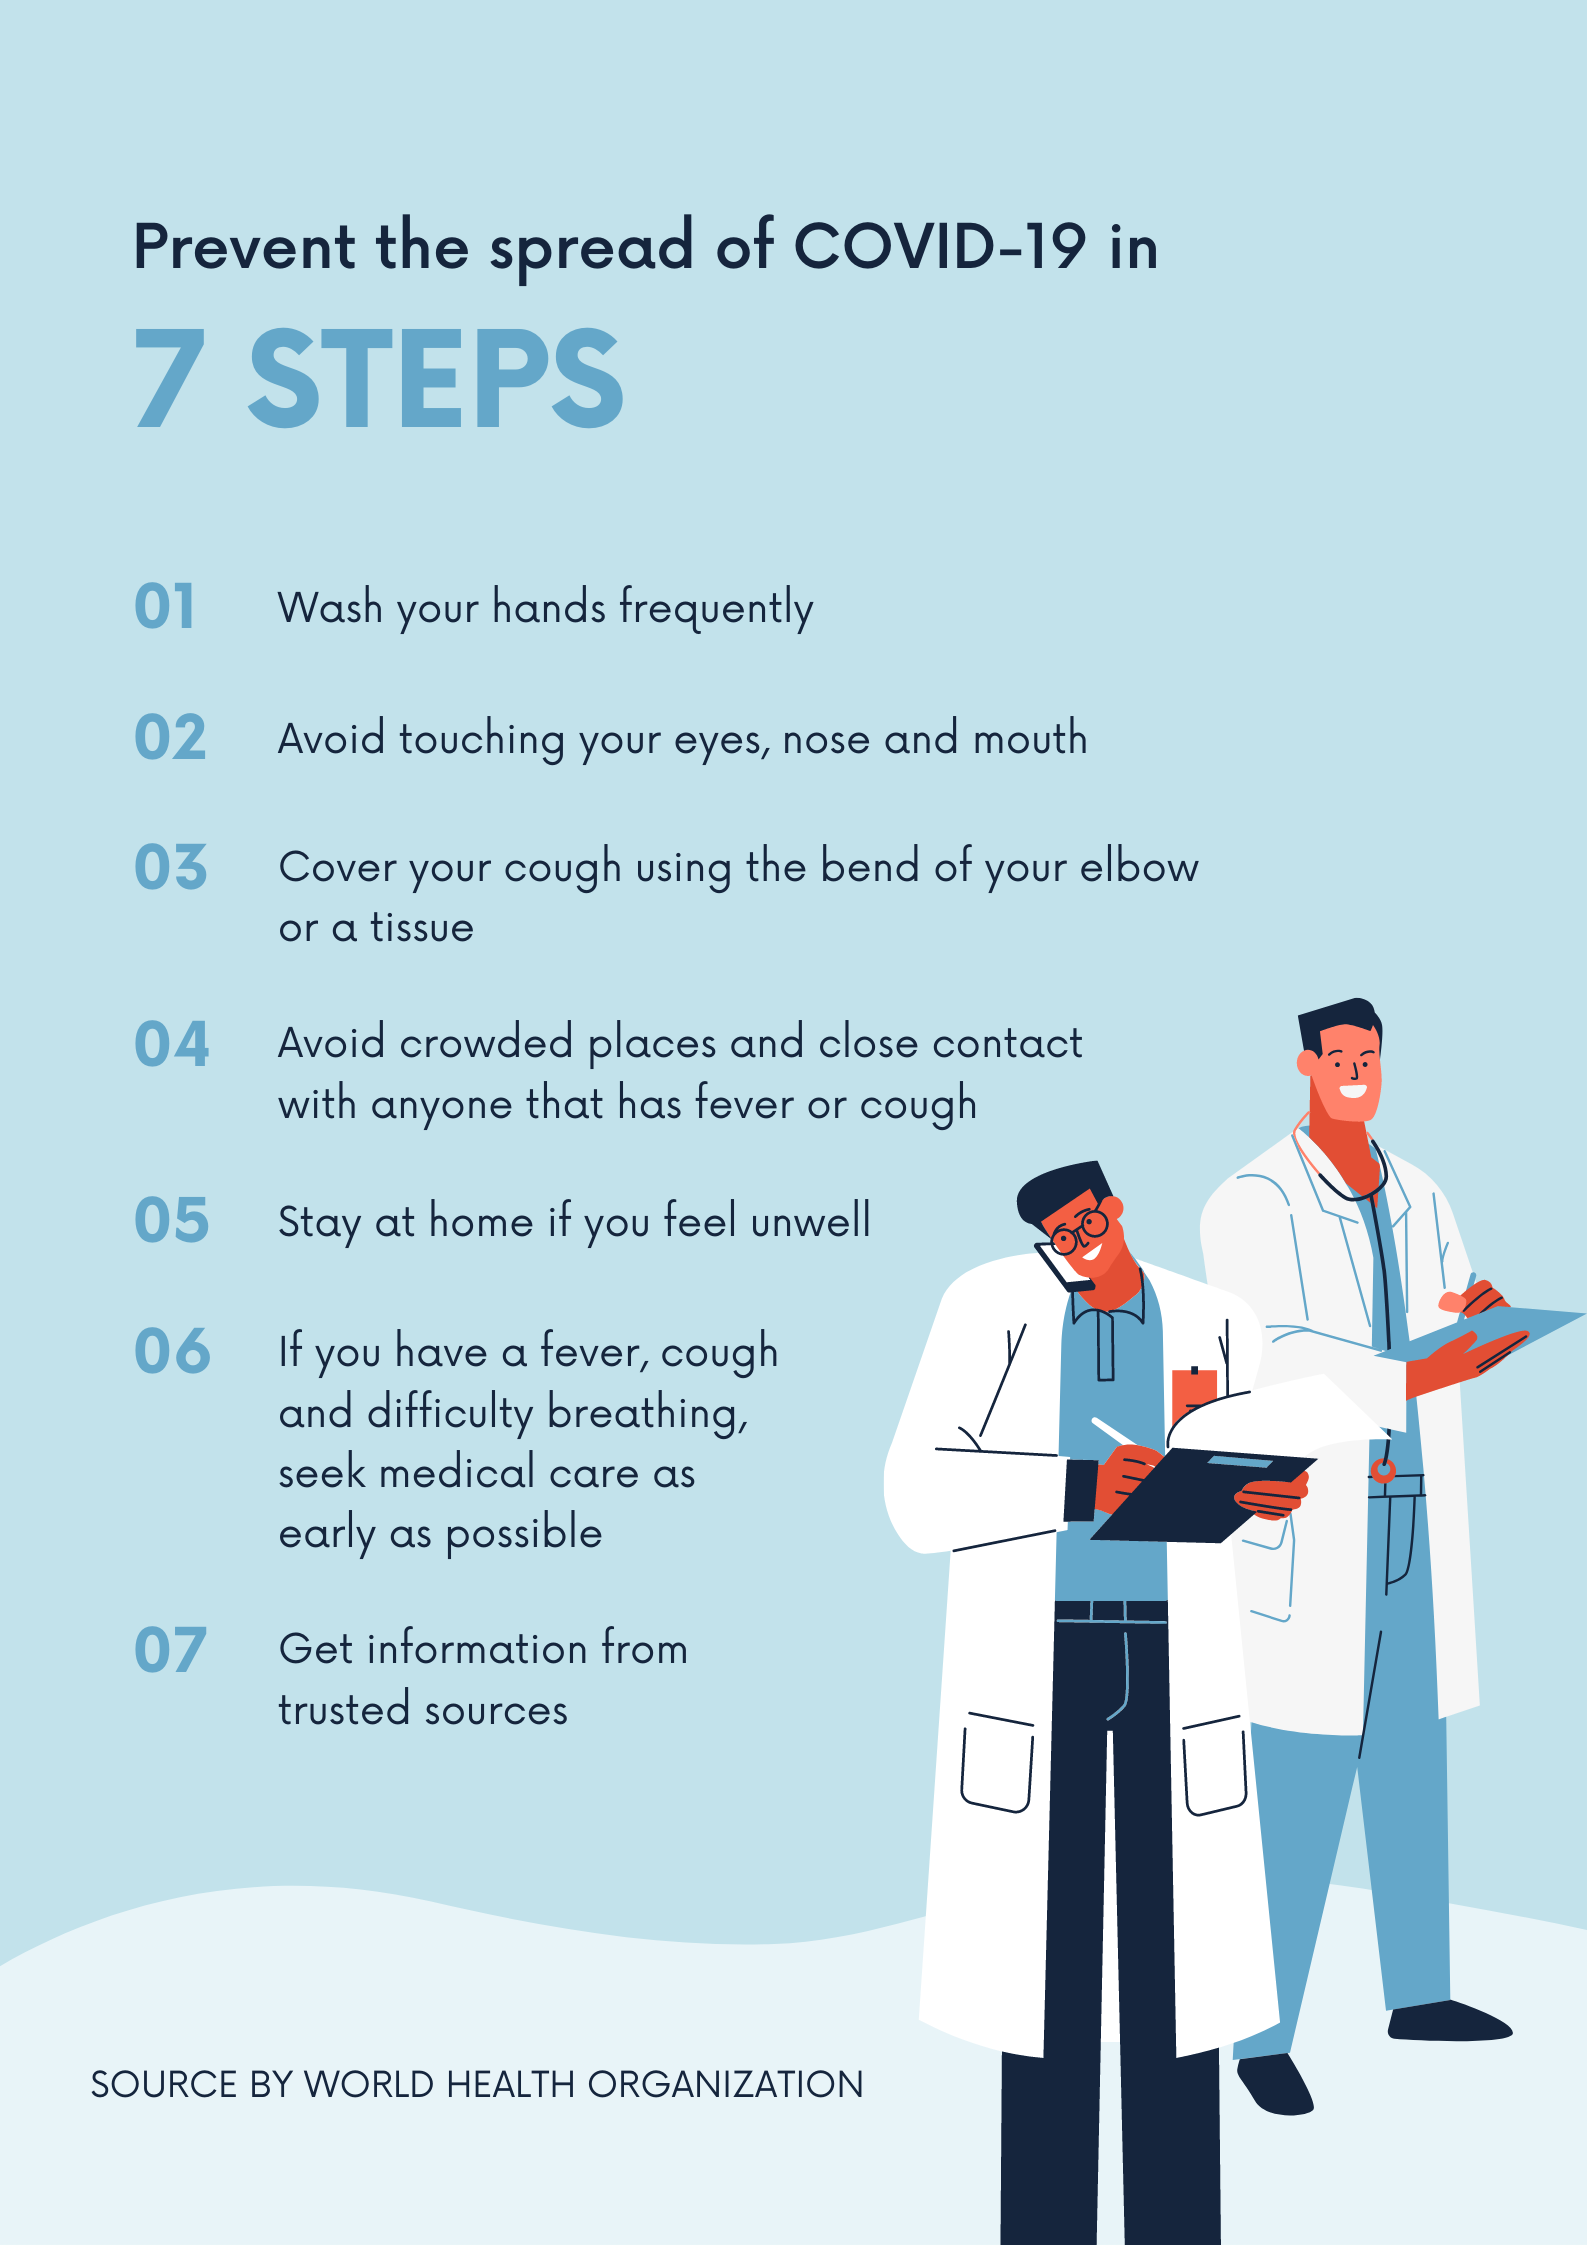 Prevent the spread of COVID-19 in
7 STEPS
01 Wash your hands frequently
02 Avoid touching your eyes, nose and mouth
03 Cover your cough using the bend of your elbow
or a tissue
04 Avoid crowded places and close contact
with anyone that has fever or cough
05 Stay at home if you feel unwell
06 If you have a fever, cough
and difficulty breathing,
seek medical care as
early as possible
07 Get information from
trusted sources
SOURCE BY WORLD HEALTH ORGANIZATION